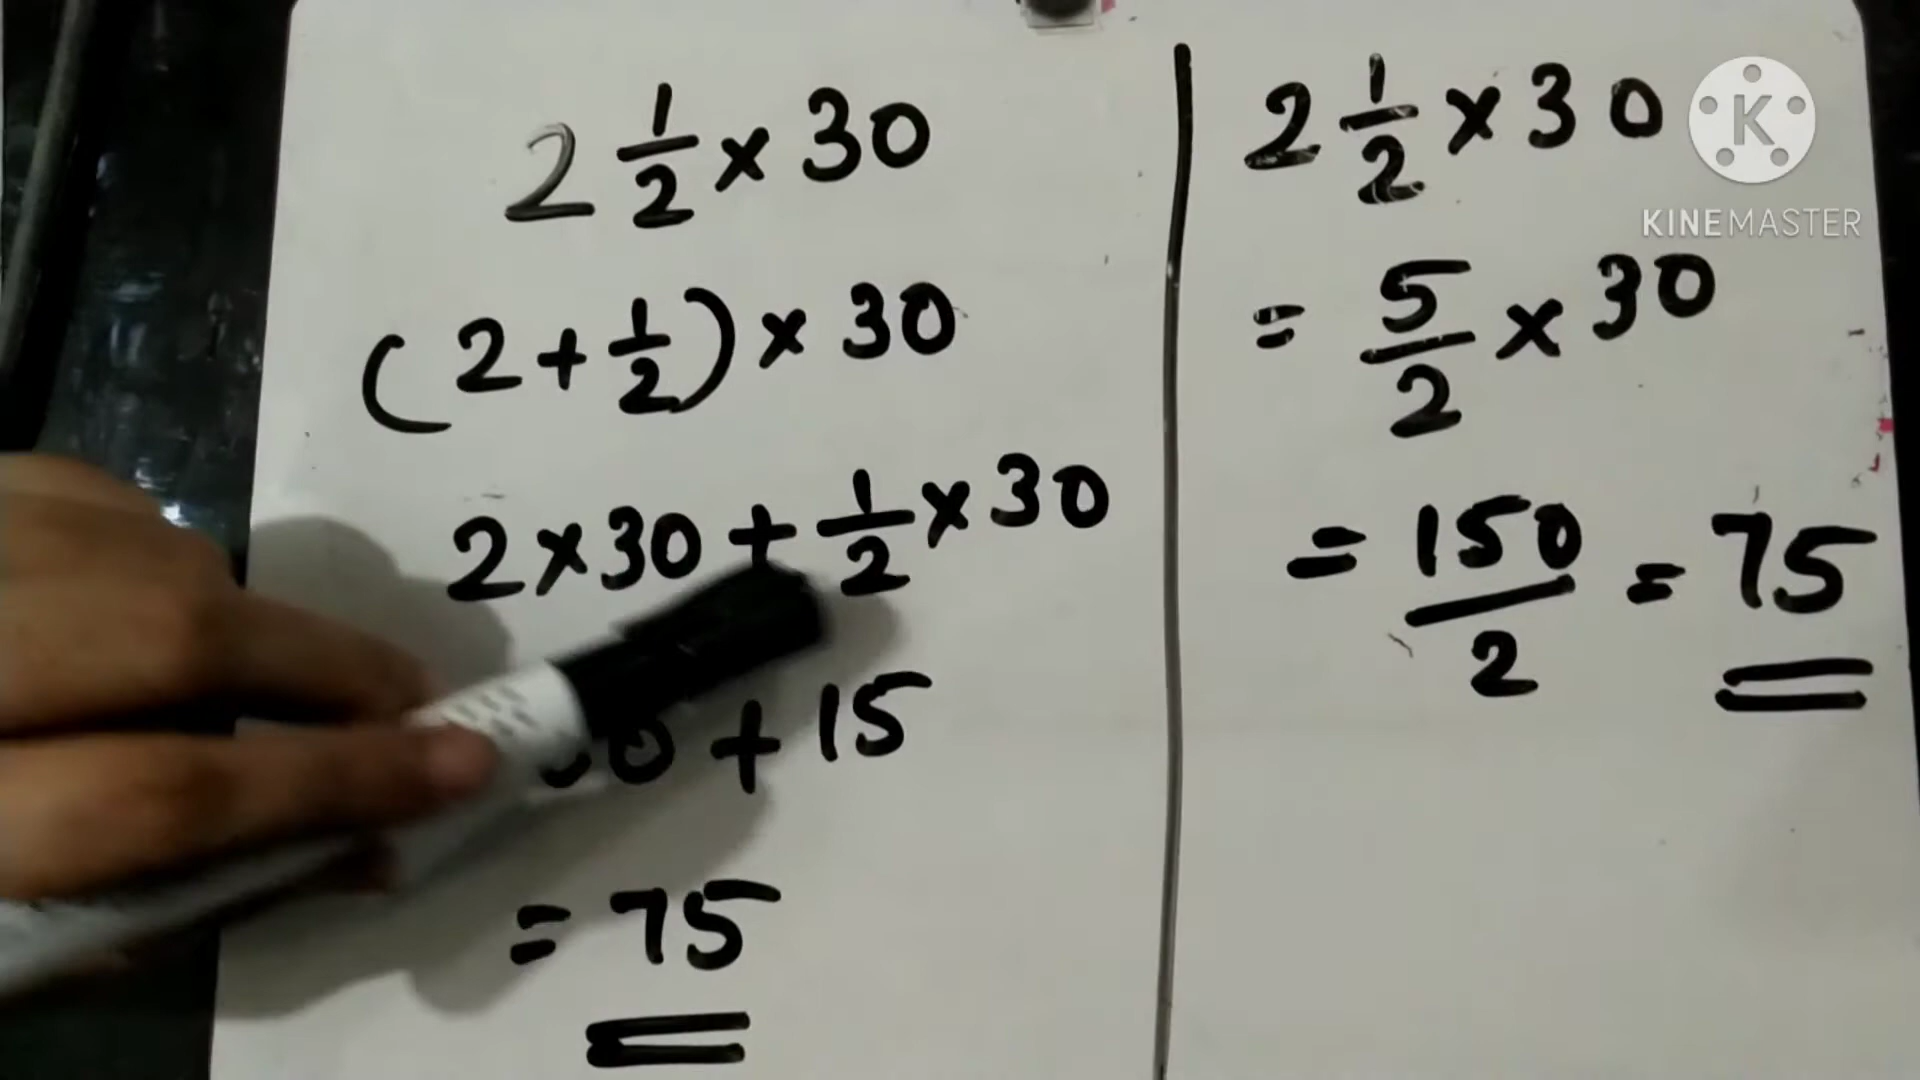 2 1/2 × 30
(2 + 1/2) × 30
2 × 30 + 1/2 × 30
0 + 15
= 75
2 1/2 × 30
= 5/2 × 30
= 150/2 = 75
K
KINEMASTER